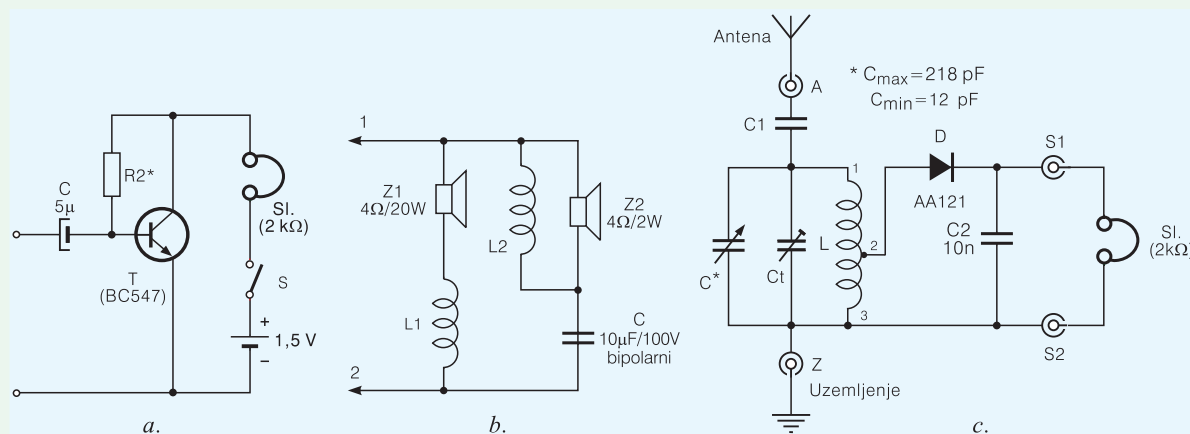 R2*
C
5µ
T
(BC547)
Sl.
(2 kΩ)
S
+
1,5 V
–
a.
1
Z1
4Ω/20W
L2
Z2
4Ω/2W
L1
C
10µF/100V
bipolarni
2
b.
Antena
A
* Cmax=218 pF
Cmin=12 pF
C1
D
AA121
S1
1
2
3
L
C*
Ct
C2
10n
Sl.
(2kΩ)
S2
Z
Uzemljenje
c.